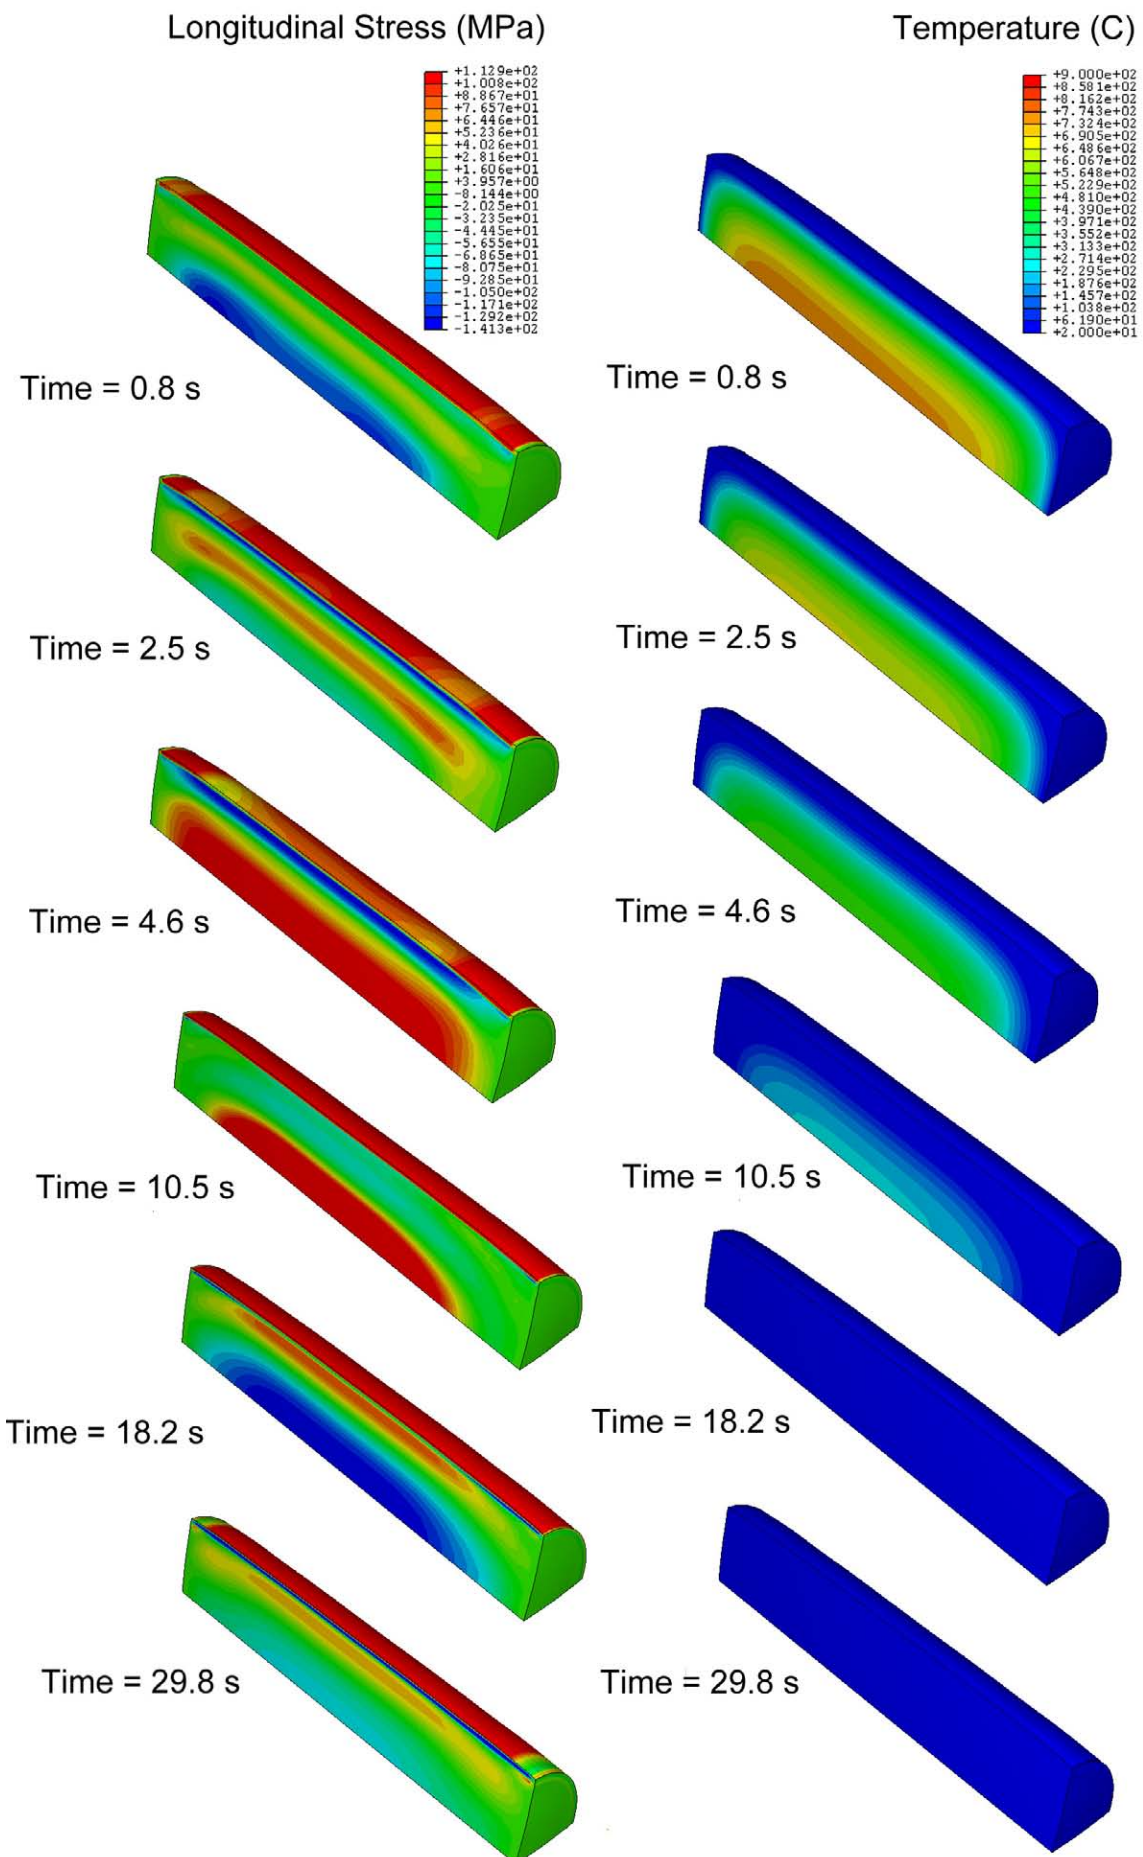 Longitudinal Stress (MPa)
Temperature (C)
+1.129e+02
+1.008e+02
+8.867e+01
+7.657e+01
+6.446e+01
+5.236e+01
+4.026e+01
+2.816e+01
+1.606e+01
+3.957e+00
-8.144e+00
-2.025e+01
-3.235e+01
-4.445e+01
-5.655e+01
-6.865e+01
-8.075e+01
-9.285e+01
-1.050e+02
-1.171e+02
-1.292e+02
-1.413e+02
+9.000e+02
+8.581e+02
+8.162e+02
+7.743e+02
+7.324e+02
+6.905e+02
+6.486e+02
+6.067e+02
+5.648e+02
+5.229e+02
+4.810e+02
+4.390e+02
+3.971e+02
+3.552e+02
+3.133e+02
+2.714e+02
+2.295e+02
+1.876e+02
+1.457e+02
+1.038e+02
+6.190e+01
+2.000e+01
Time = 0.8 s
Time = 0.8 s
Time = 2.5 s
Time = 2.5 s
Time = 4.6 s
Time = 4.6 s
Time = 10.5 s
Time = 10.5 s
Time = 18.2 s
Time = 18.2 s
Time = 29.8 s
Time = 29.8 s